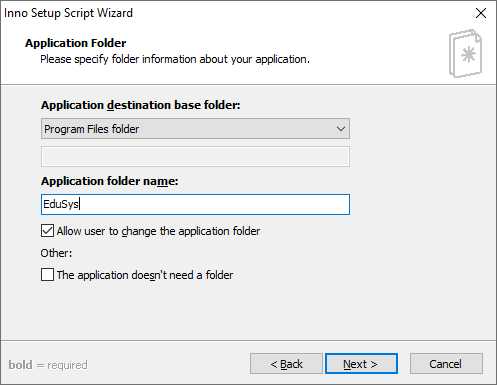 Inno Setup Script Wizard
Application Folder
Please specify folder information about your application.
Application destination base folder:
Program Files folder
Application folder name:
EduSys
Allow user to change the application folder
Other:
The application doesn't need a folder
bold = required
< Back
Next >
Cancel